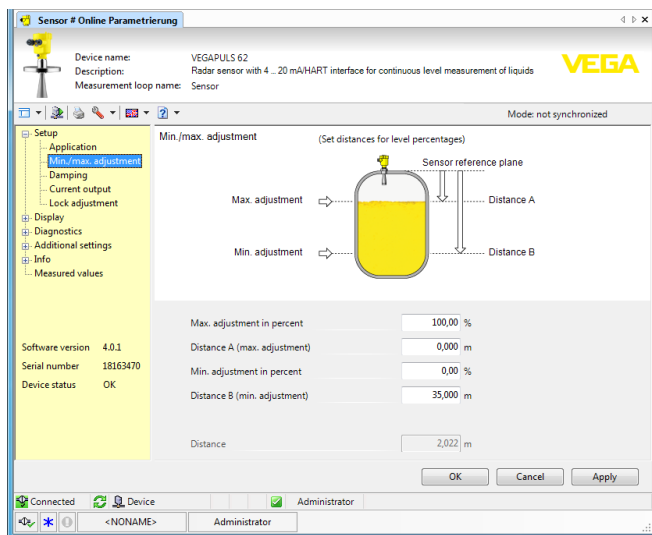 Sensor # Online Parametrierung
Device name: VEGAPULS 62
Description: Radar sensor with 4 ... 20 mA/HART interface for continuous level measurement of liquids
Measurement loop name: Sensor
VEGA
Mode: not synchronized
Setup
Application
Min./max. adjustment
Damping
Current output
Lock adjustment
Display
Diagnostics
Additional settings
Info
Measured values
Software version 4.0.1
Serial number 18163470
Device status OK
Min./max. adjustment (Set distances for level percentages)
Sensor reference plane
Max. adjustment Distance A
Min. adjustment Distance B
Max. adjustment in percent 100,00 %
Distance A (max. adjustment) 0,000 m
Min. adjustment in percent 0,00 %
Distance B (min. adjustment) 35,000 m
Distance 2,022 m
OK Cancel Apply
Connected Device Administrator
<NONAME> Administrator